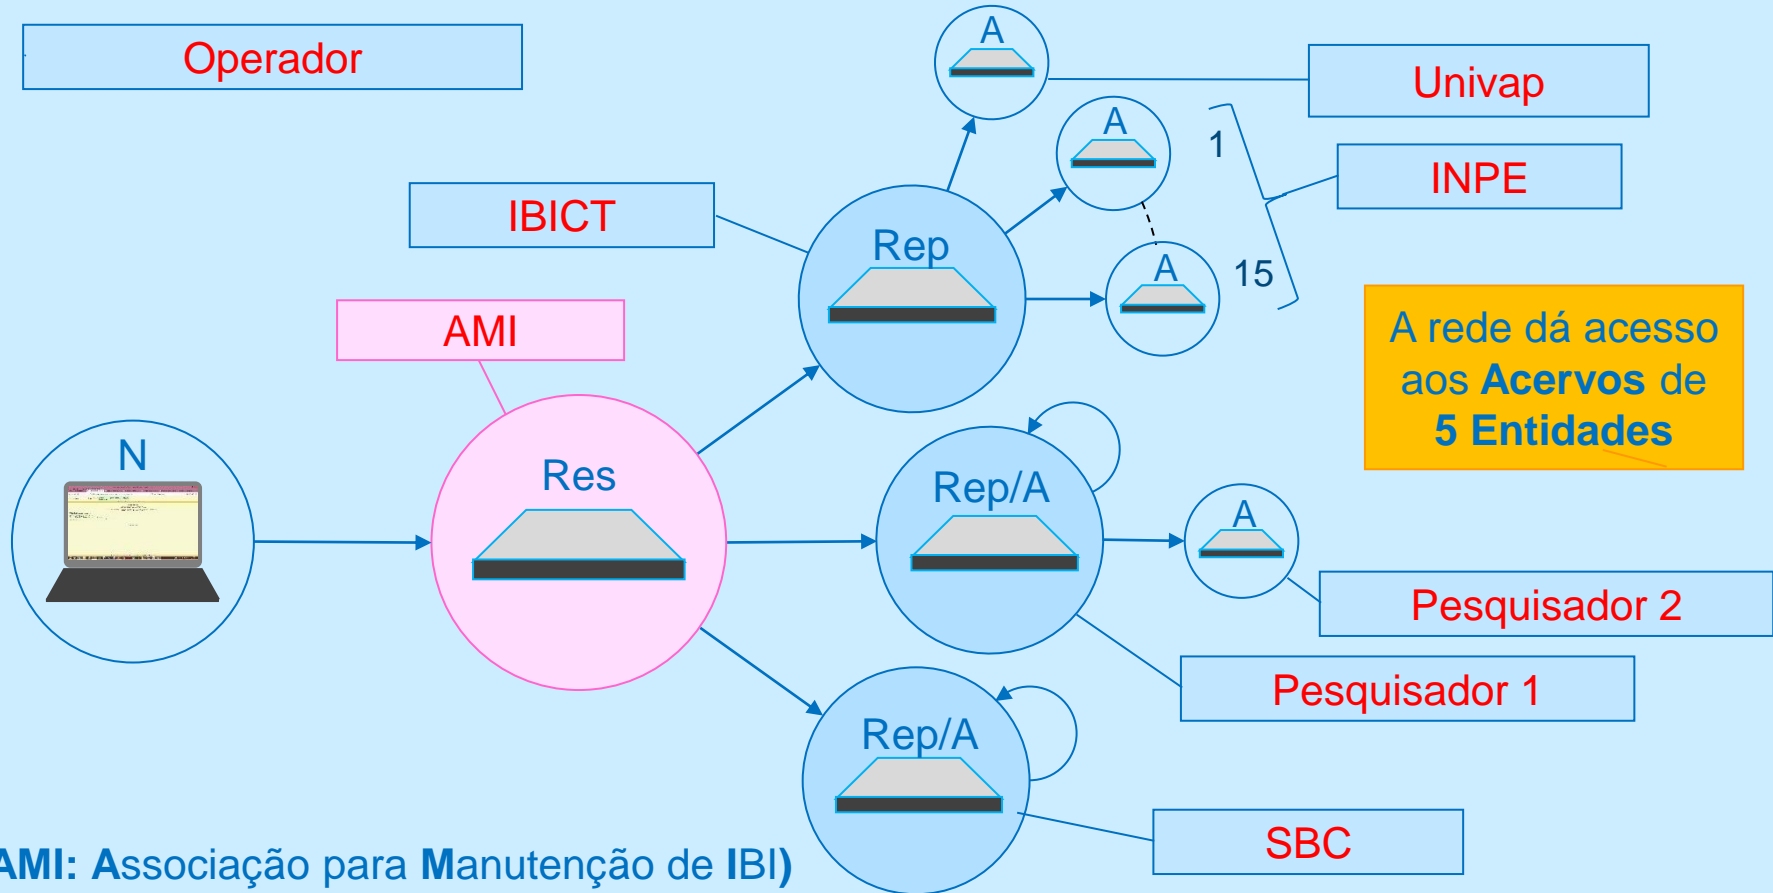 Operador
A
Univap
A
1
INPE
IBICT
Rep
A
15
AMI
A rede dá acesso
aos Acervos de
5 Entidades
N
Res
Rep/A
A
Pesquisador 2
Pesquisador 1
Rep/A
SBC
AMI: Associação para Manutenção de IBI)